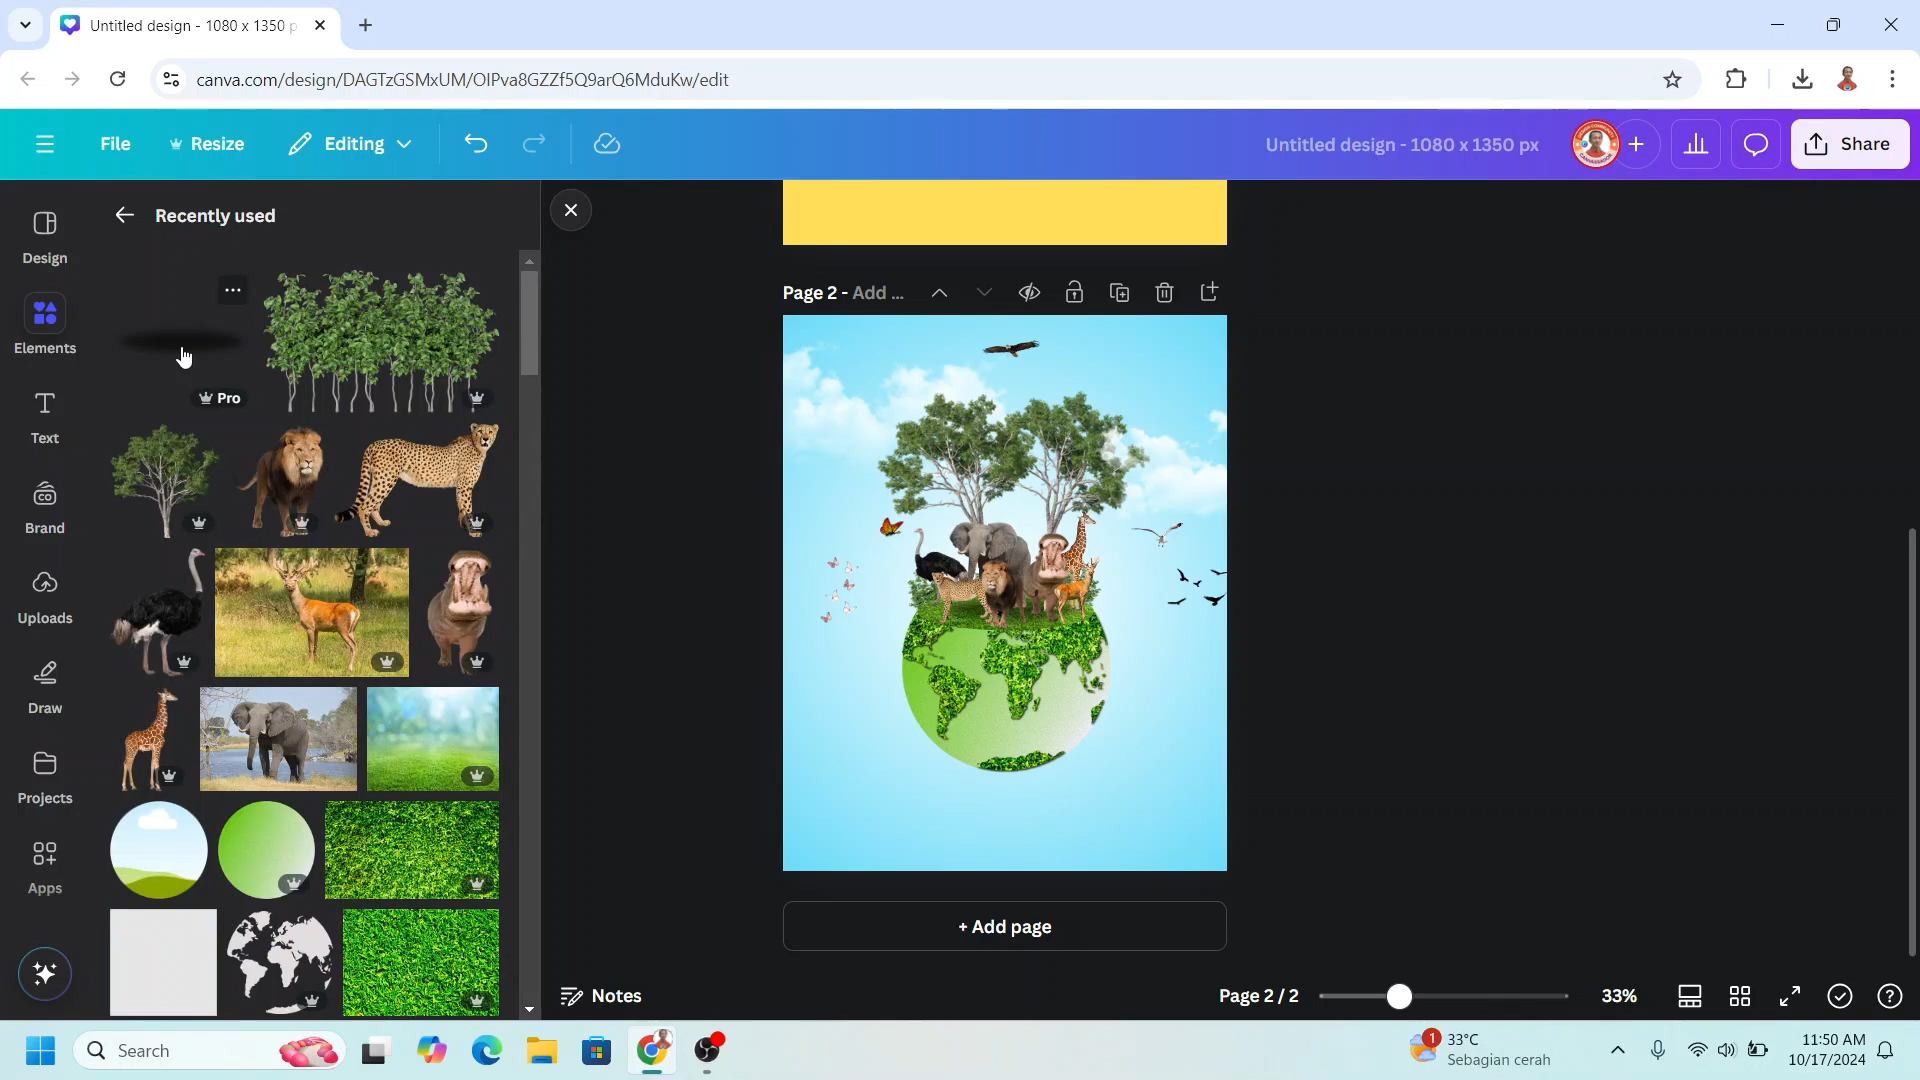 Untitled design - 1080 x 1350 p
canva.com/design/DAGTzGSMxUM/OIPva8GZZf5Q9arQ6MduKw/edit
File
Resize
Editing
Untitled design - 1080 x 1350 px
Share
Design
Elements
Text
Brand
Uploads
Draw
Projects
Apps
Recently used
Pro
Page 2 - Add ...
+ Add page
Notes
Page 2 / 2
33%
Search
1
33°C
Sebagian cerah
11:50 AM
10/17/2024